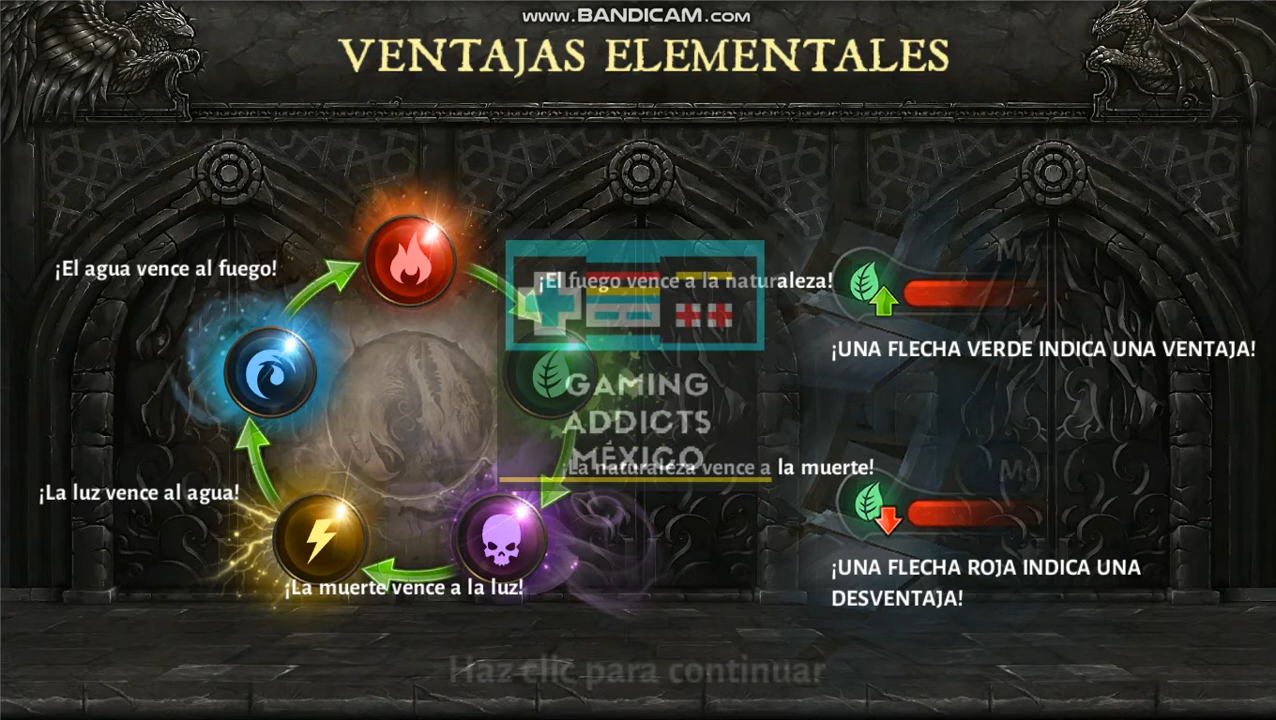 WWW.BANDICAM.COM
VENTAJAS ELEMENTALES
¡El agua vence al fuego!
¡El fuego vence a la naturaleza!
¡UNA FLECHA VERDE INDICA UNA VENTAJA!
GAMING
ADDICTS
MÉXICO
¡La naturaleza vence a la muerte!
¡La luz vence al agua!
¡UNA FLECHA ROJA INDICA UNA
DESVENTAJA!
¡La muerte vence a la luz!
Haz clic para continuar